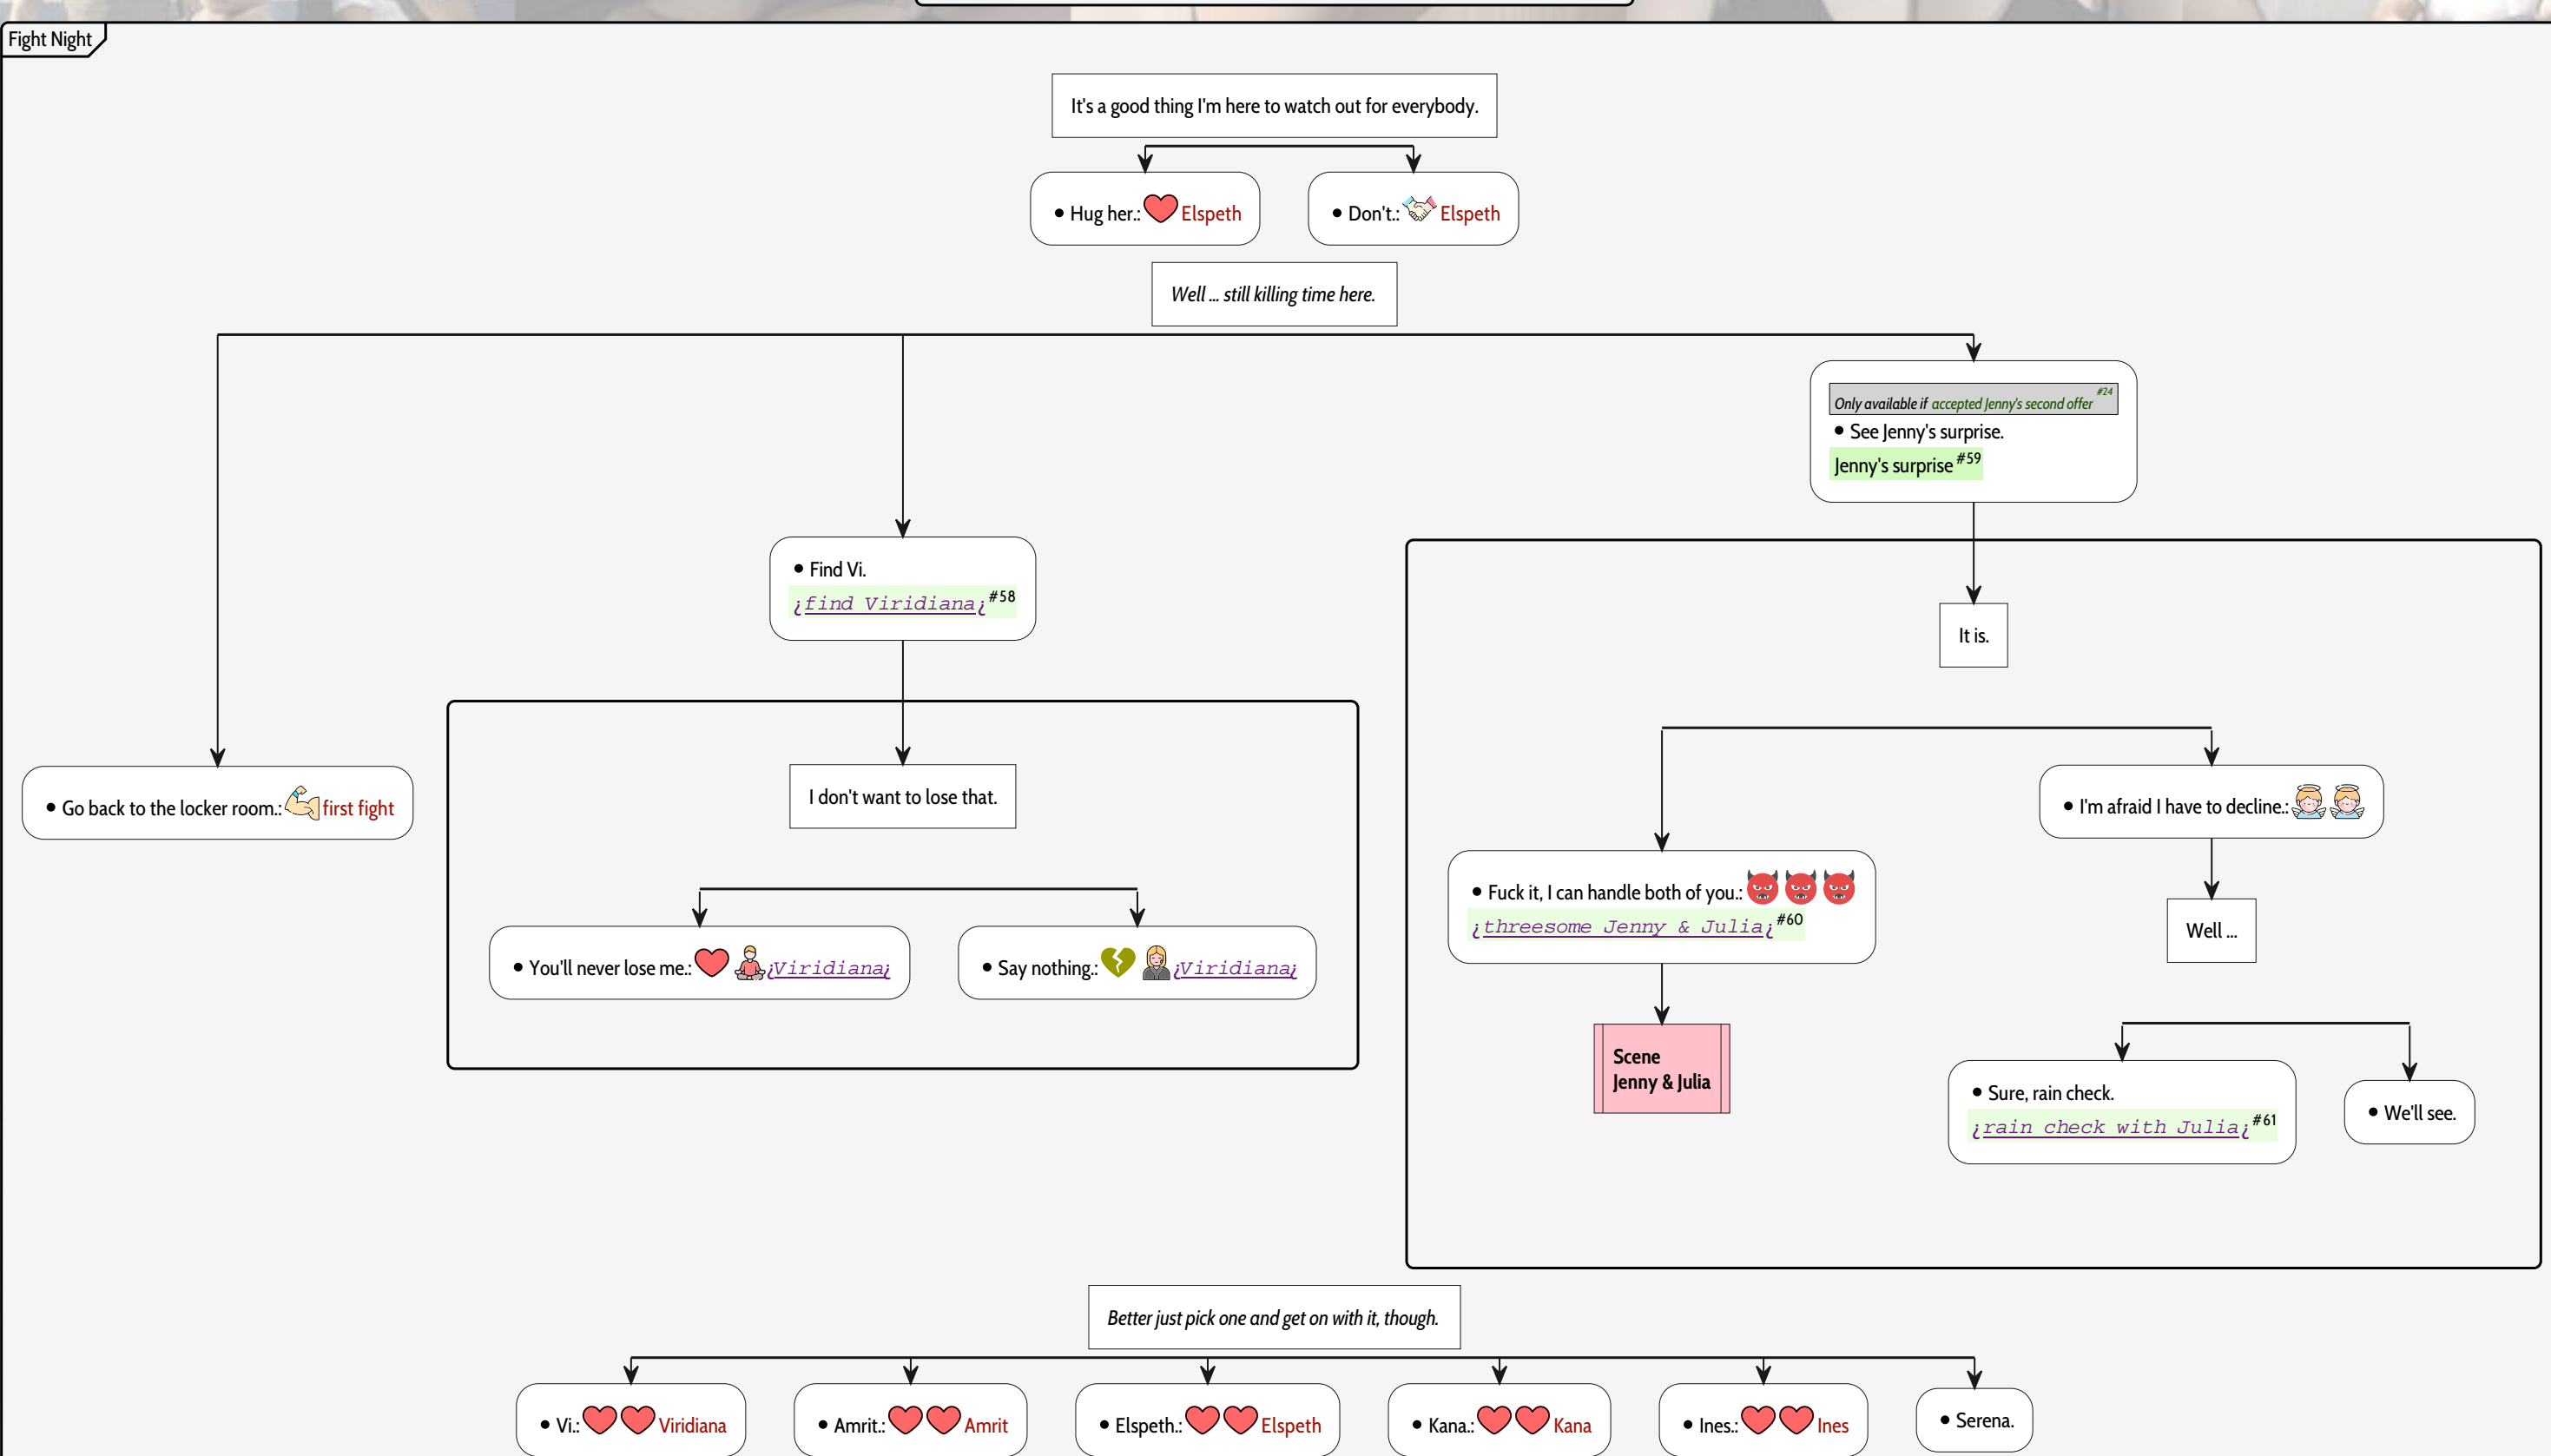 Fight Night
It's a good thing I'm here to watch out for everybody.
• Hug her.: Elspeth
• Don't.: Elspeth
Well ... still killing time here.
Only available if accepted Jenny's second offer #24
• See Jenny's surprise.
Jenny's surprise #59
• Find Vi.
¿find Viridiana¿ #58
It is.
• Go back to the locker room.: first fight
I don't want to lose that.
• You'll never lose me.: ¿Viridiana¿
• Say nothing.: ¿Viridiana¿
• I'm afraid I have to decline.:
• Fuck it, I can handle both of you.:
¿threesome Jenny & Julia¿ #60
Well ...
Scene
Jenny & Julia
• Sure, rain check.
¿rain check with Julia¿ #61
• We'll see.
Better just pick one and get on with it, though.
• Vi.: Viridiana
• Amrit.: Amrit
• Elspeth.: Elspeth
• Kana.: Kana
• Ines.: Ines
• Serena.